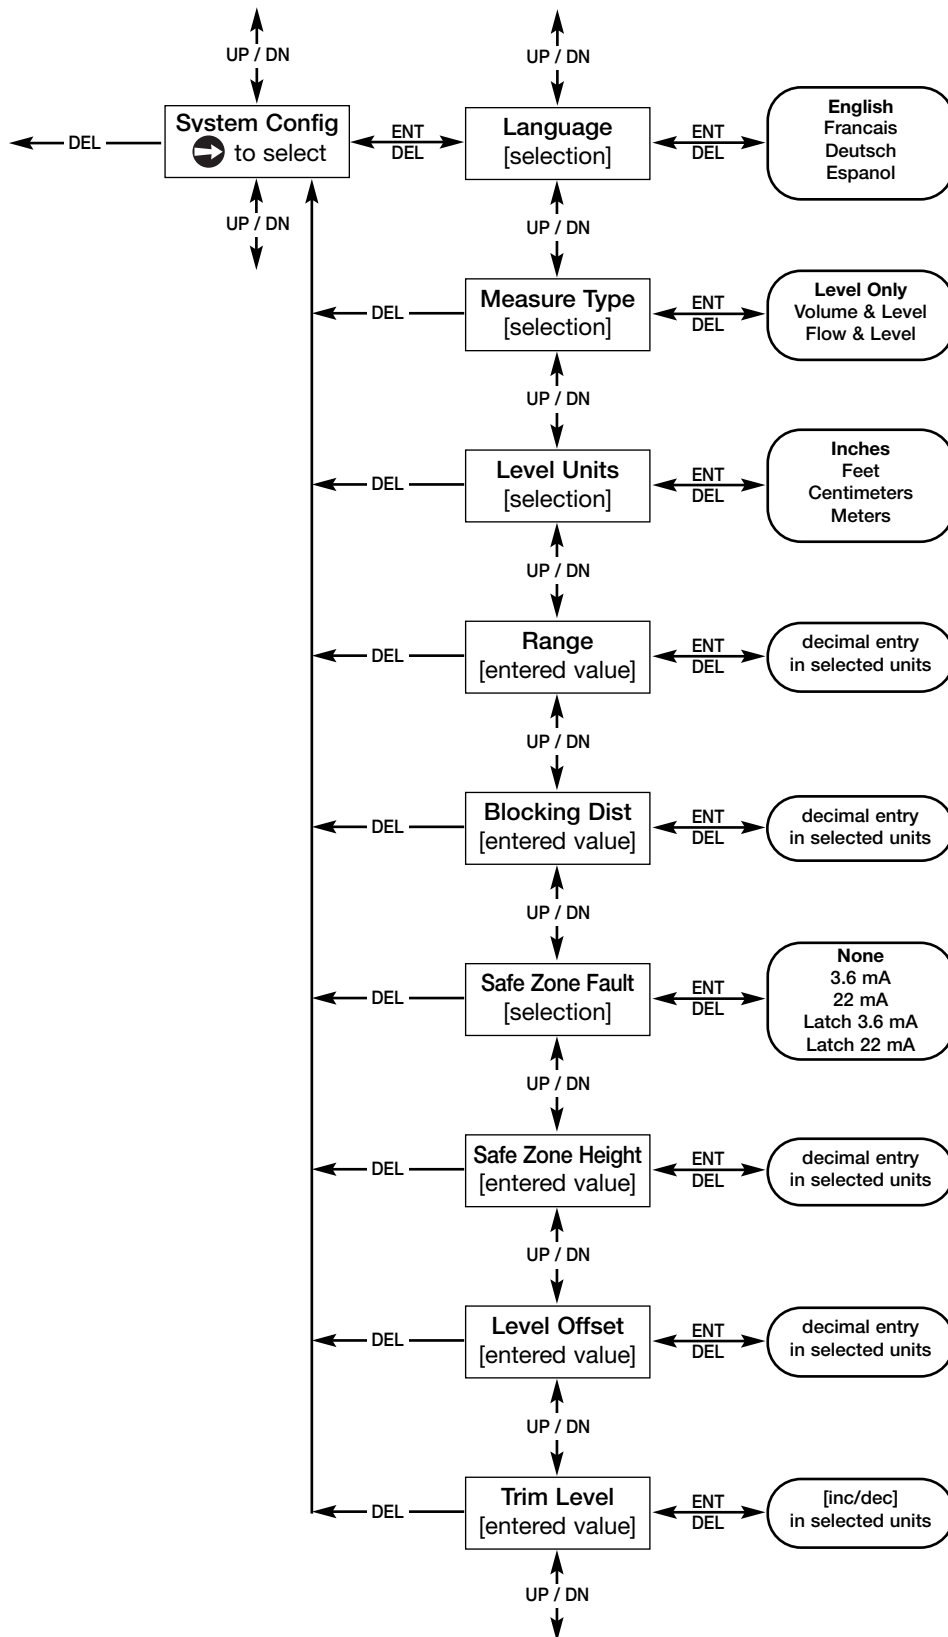 UP / DN
UP / DN
System Config
to select
DEL
ENT
DEL
Language
[selection]
ENT
DEL
English
Francais
Deutsch
Espanol
UP / DN
UP / DN
DEL
Measure Type
[selection]
ENT
DEL
Level Only
Volume & Level
Flow & Level
UP / DN
DEL
Level Units
[selection]
ENT
DEL
Inches
Feet
Centimeters
Meters
UP / DN
DEL
Range
[entered value]
ENT
DEL
decimal entry
in selected units
UP / DN
DEL
Blocking Dist
[entered value]
ENT
DEL
decimal entry
in selected units
UP / DN
DEL
Safe Zone Fault
[selection]
ENT
DEL
None
3.6 mA
22 mA
Latch 3.6 mA
Latch 22 mA
UP / DN
DEL
Safe Zone Height
[entered value]
ENT
DEL
decimal entry
in selected units
UP / DN
DEL
Level Offset
[entered value]
ENT
DEL
decimal entry
in selected units
UP / DN
DEL
Trim Level
[entered value]
ENT
DEL
[inc/dec]
in selected units
UP / DN